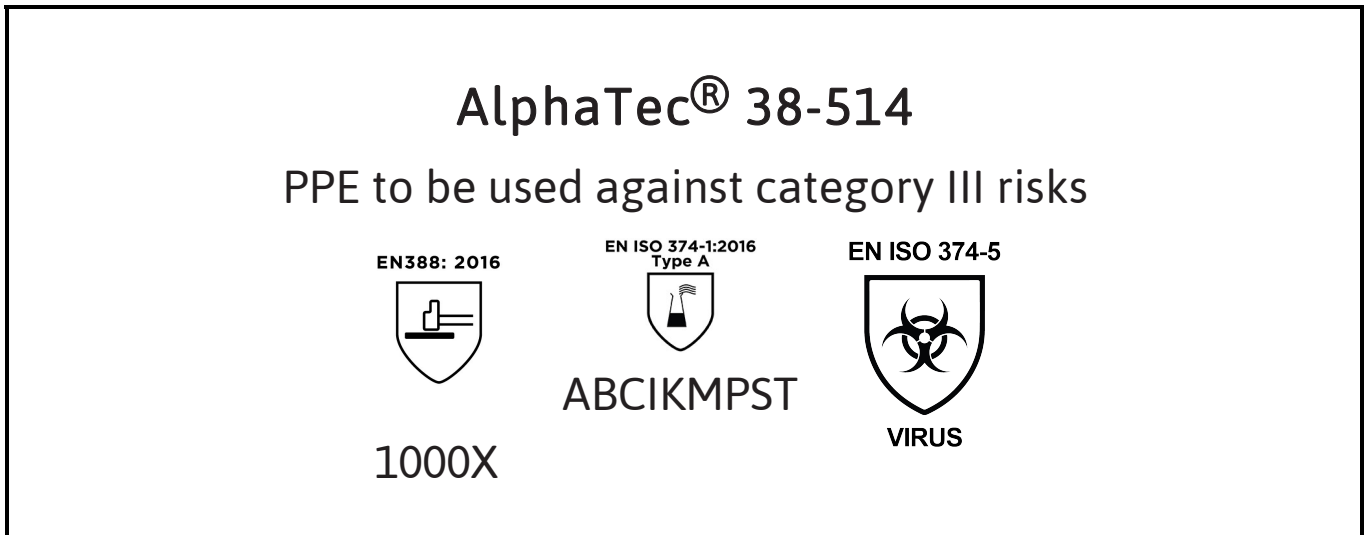 AlphaTec® 38-514
PPE to be used against category III risks
EN388: 2016
1000X
EN ISO 374-1:2016
Type A
ABCIKMPST
EN ISO 374-5
VIRUS